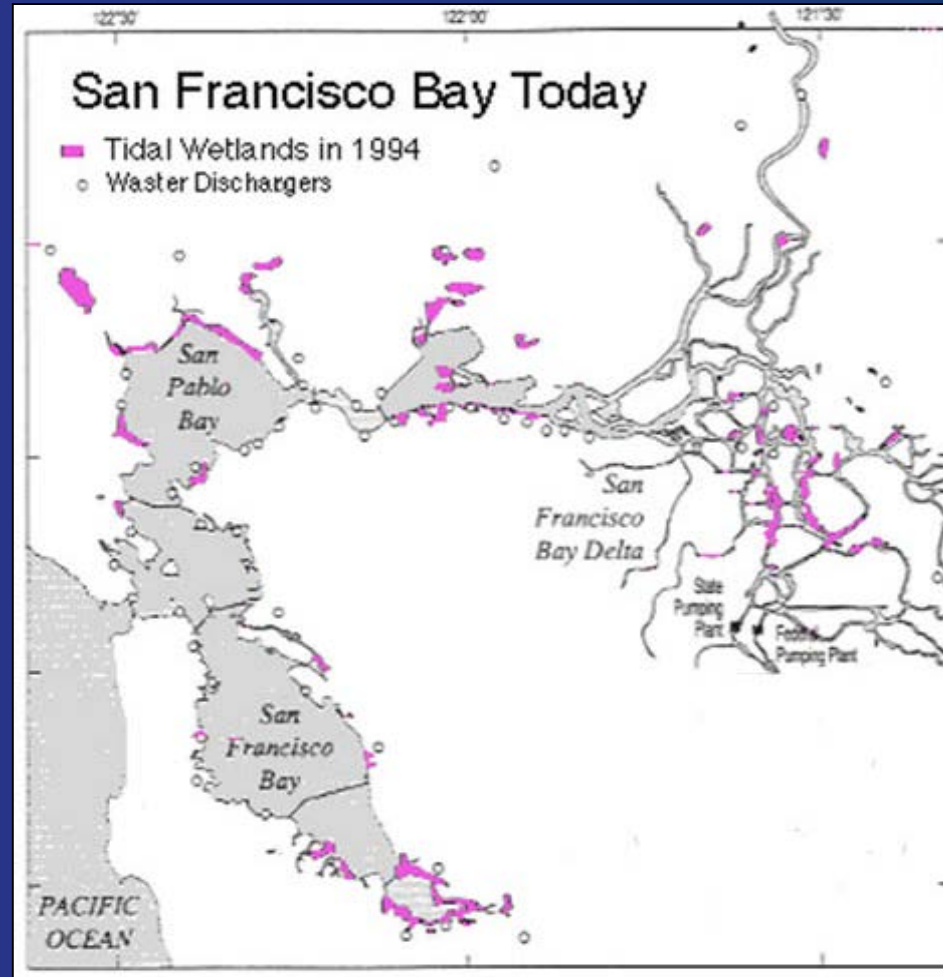 122°30'
122°00'
121°30'
San Francisco Bay Today
Tidal Wetlands in 1994
Waster Dischargers
San
Pablo
Bay
San
Francisco
Bay Delta
State
Pumping
Plant
Federal
Pumping Plant
San
Francisco
Bay
PACIFIC
OCEAN